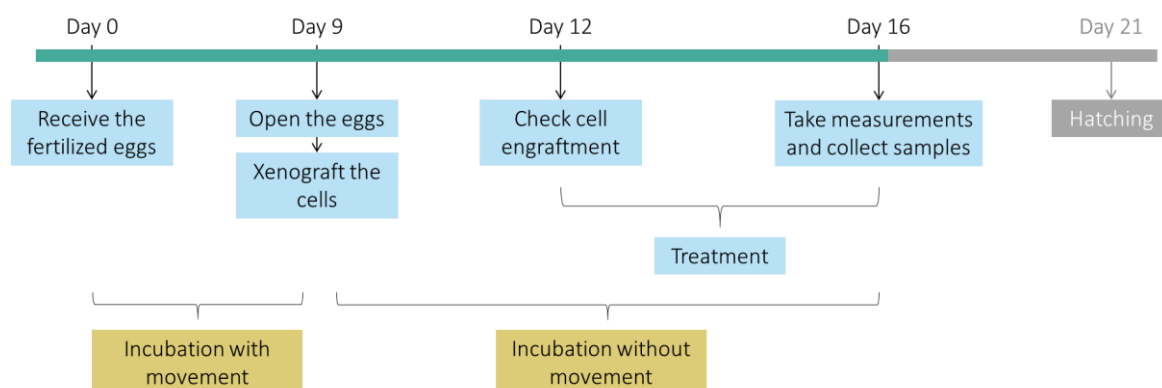 Day 0
Day 9
Day 12
Day 16
Day 21
Receive the
fertilized eggs
Open the eggs
Xenograft the
cells
Check cell
engraftment
Take measurements
and collect samples
Hatching
Treatment
Incubation with
movement
Incubation without
movement